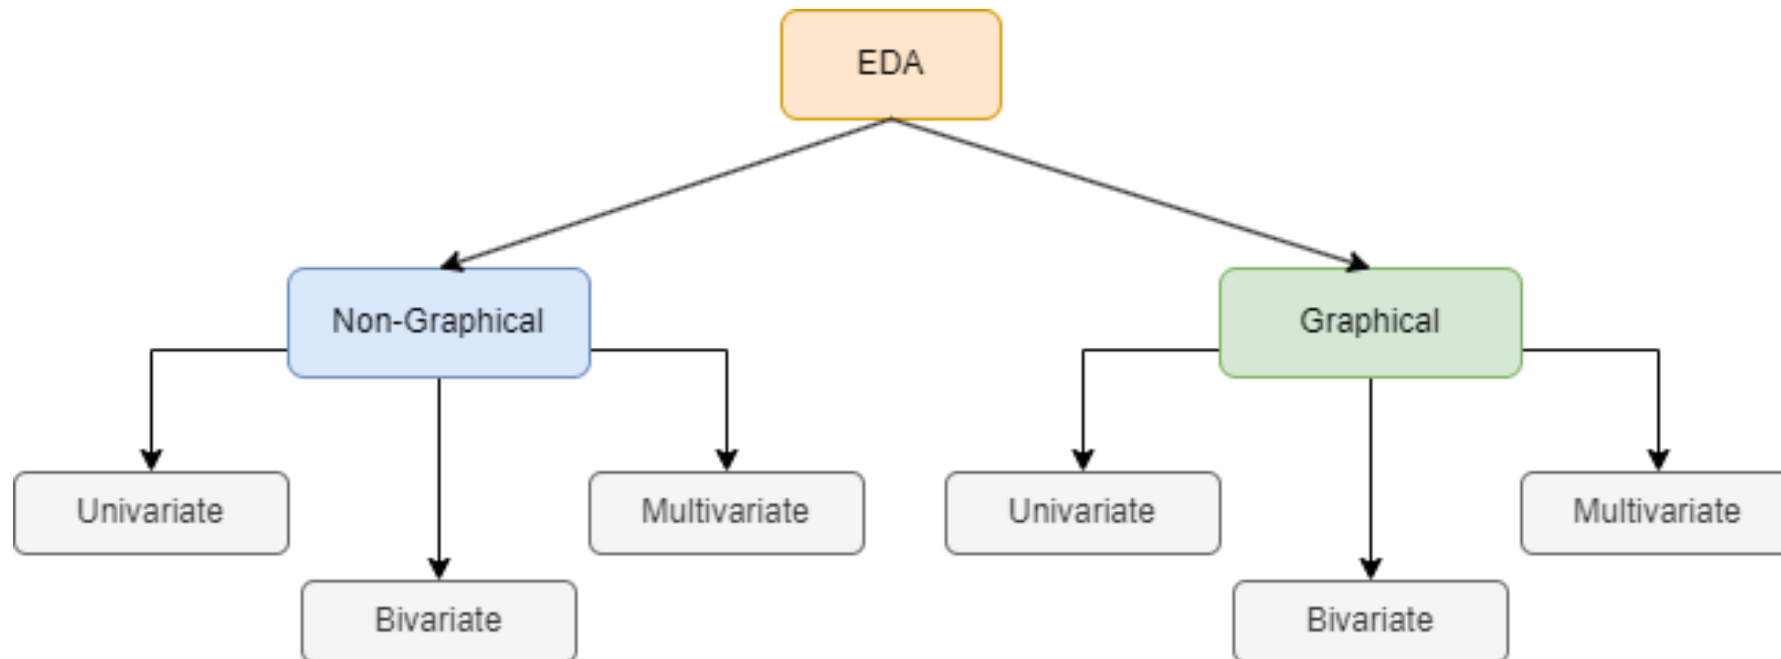 EDA
Non-Graphical
Graphical
Univariate
Multivariate
Univariate
Multivariate
Bivariate
Bivariate